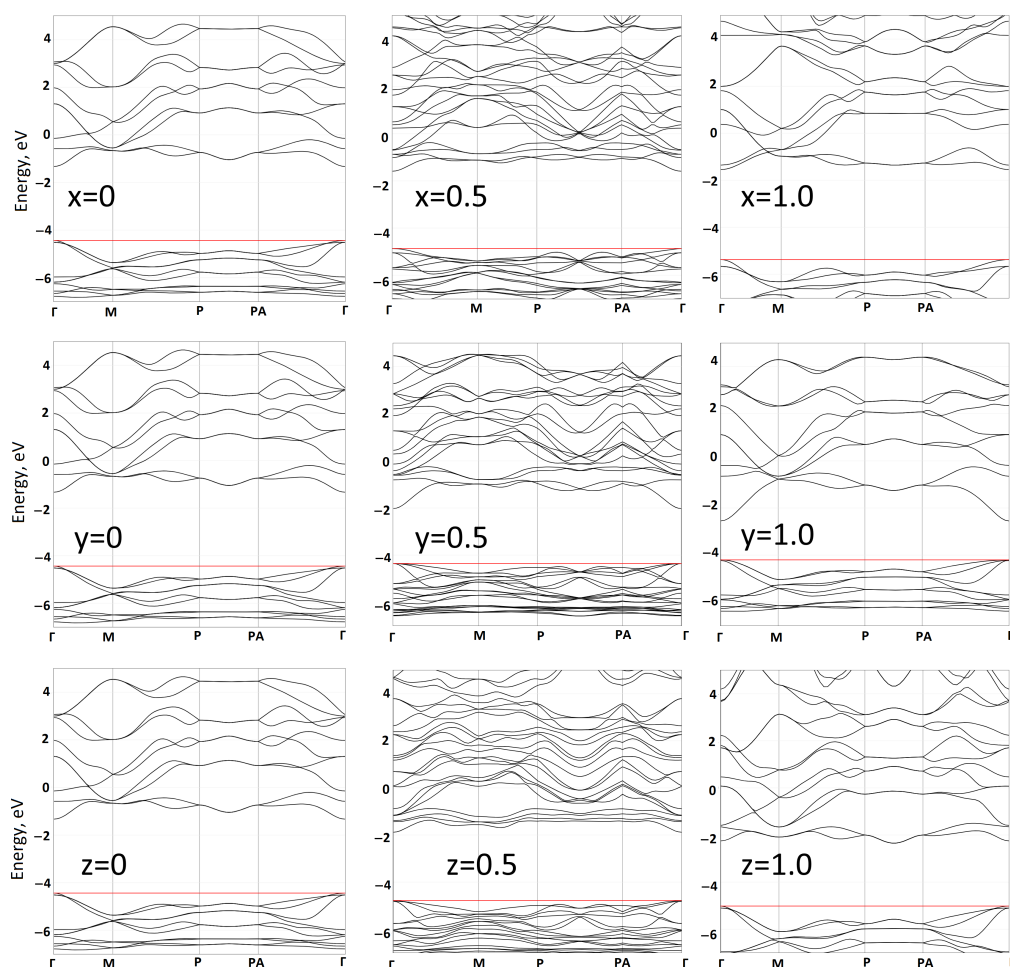 Energy, eV
4
2
0
−2
−4
−6
x=0
Γ M P PA Γ
4
2
0
−2
−4
−6
x=0.5
Γ M P PA Γ
4
2
0
−2
−4
−6
x=1.0
Γ M P PA Γ
Energy, eV
4
2
0
−2
−4
−6
y=0
Γ M P PA Γ
4
2
0
−2
−4
−6
y=0.5
Γ M P PA Γ
4
2
0
−2
−4
−6
y=1.0
Γ M P PA
Energy, eV
4
2
0
−2
−4
−6
z=0
Γ M P PA Γ
4
2
0
−2
−4
−6
z=0.5
Γ M P PA Γ
4
2
0
−2
−4
−6
z=1.0
Γ M P PA Γ